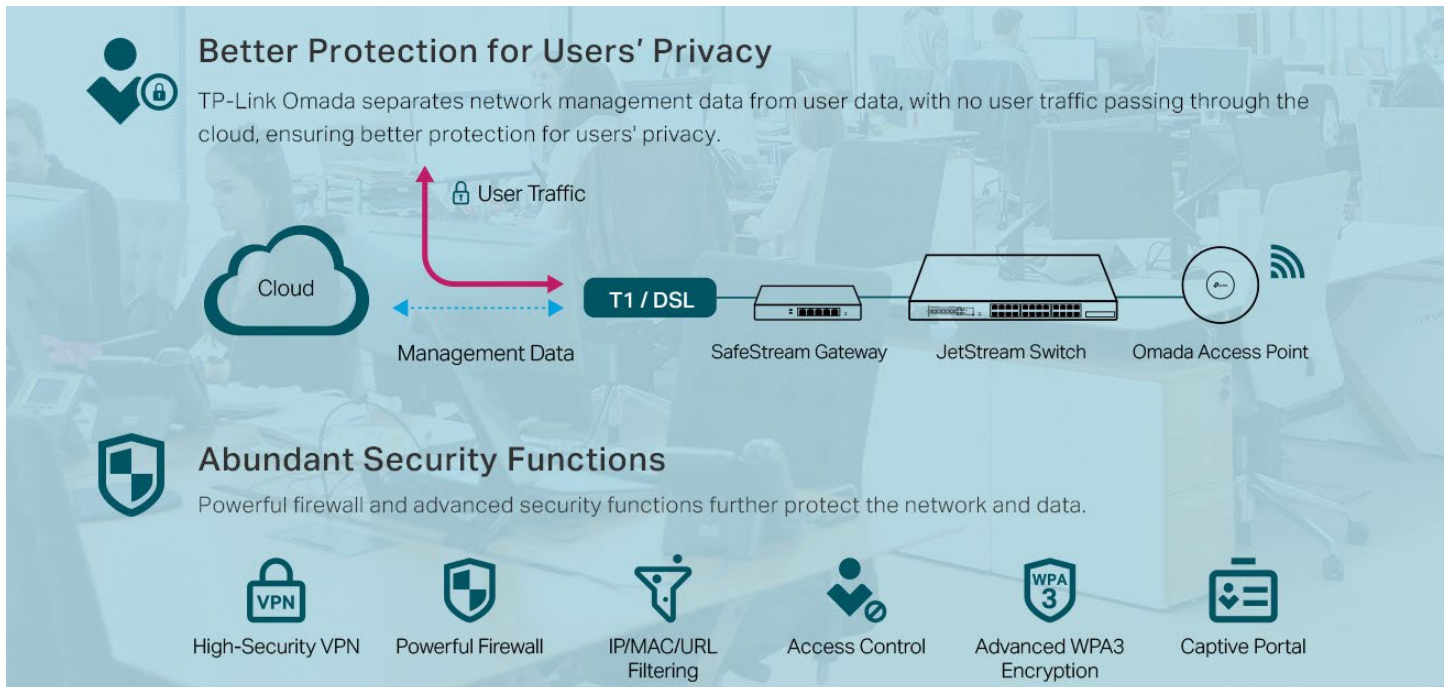 Better Protection for Users' Privacy
TP-Link Omada separates network management data from user data, with no user traffic passing through the
cloud, ensuring better protection for users' privacy.
User Traffic
Cloud
Management Data
T1 / DSL
SafeStream Gateway
JetStream Switch
Omada Access Point
Abundant Security Functions
Powerful firewall and advanced security functions further protect the network and data.
VPN
High-Security VPN
Powerful Firewall
IP/MAC/URL
Filtering
Access Control
WPA
3
Advanced WPA3
Encryption
Captive Portal